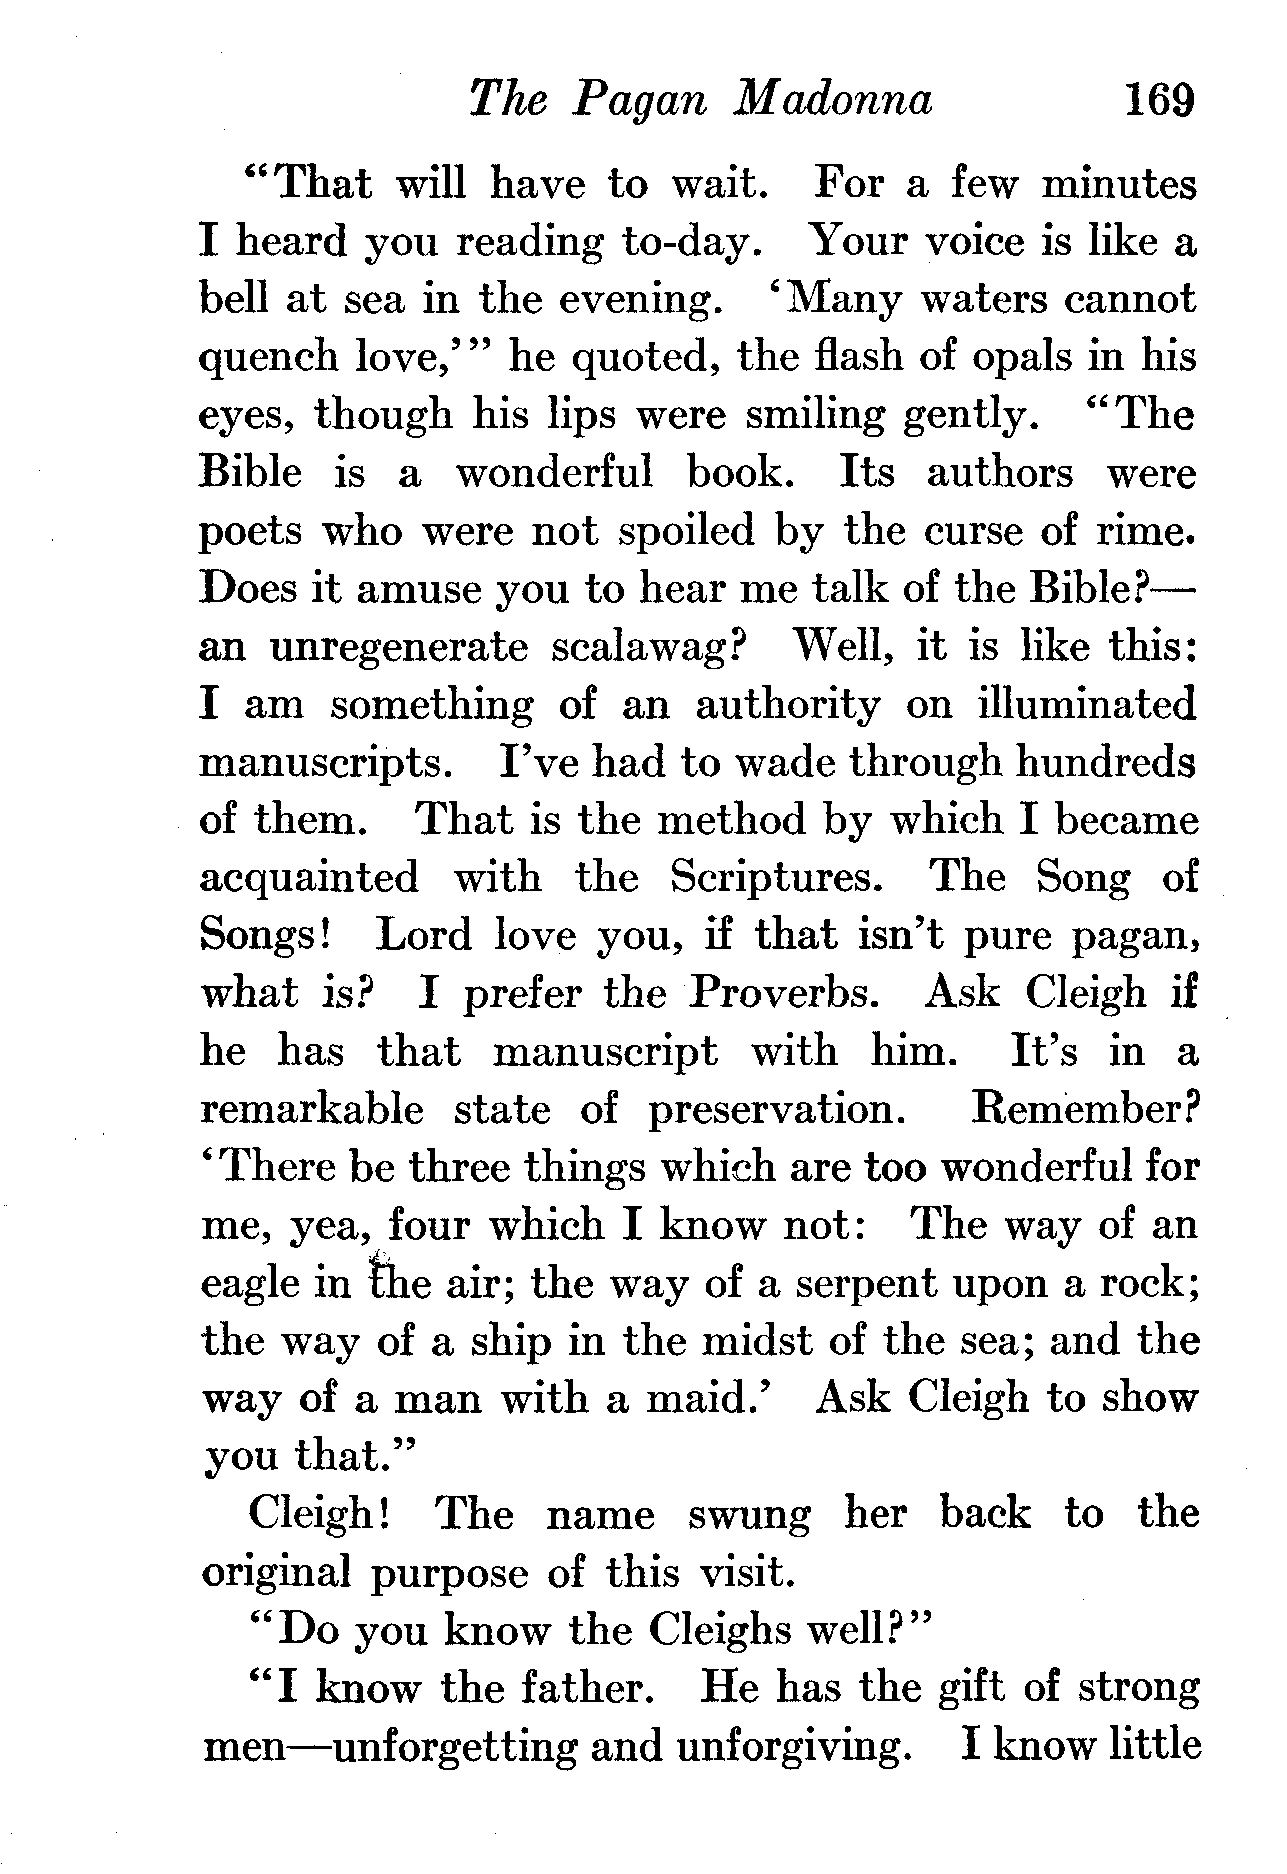 The Pagan Madonna 169
“That will have to wait. For a few minutes
I heard you reading to-day. Your voice is like a
bell at sea in the evening. ‘Many waters cannot
quench love,’” he quoted, the flash of opals in his
eyes, though his lips were smiling gently. “The
Bible is a wonderful book. Its authors were
poets who were not spoiled by the curse of rime.
Does it amuse you to hear me talk of the Bible?—
an unregenerate scalawag? Well, it is like this:
I am something of an authority on illuminated
manuscripts. I’ve had to wade through hundreds
of them. That is the method by which I became
acquainted with the Scriptures. The Song of
Songs! Lord love you, if that isn’t pure pagan,
what is? I prefer the Proverbs. Ask Cleigh if
he has that manuscript with him. It’s in a
remarkable state of preservation. Remember?
‘There be three things which are too wonderful for
me, yea, four which I know not: The way of an
eagle in the air; the way of a serpent upon a rock;
the way of a ship in the midst of the sea; and the
way of a man with a maid.’ Ask Cleigh to show
you that.”
Cleigh! The name swung her back to the
original purpose of this visit.
“Do you know the Cleighs well?”
“I know the father. He has the gift of strong
men—unforgetting and unforgiving. I know little